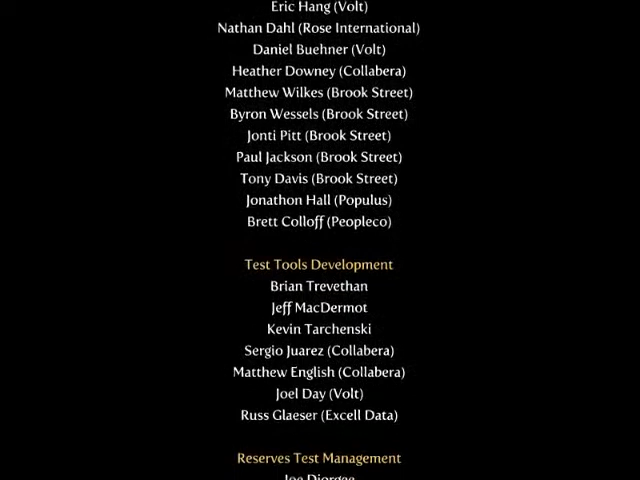 Eric Hang (Volt)
Nathan Dahl (Rose International)
Daniel Buehner (Volt)
Heather Downey (Collabera)
Matthew Wilkes (Brook Street)
Byron Wessels (Brook Street)
Jonti Pitt (Brook Street)
Paul Jackson (Brook Street)
Tony Davis (Brook Street)
Jonathon Hall (Populus)
Brett Colloff (Peopleco)
Test Tools Development
Brian Trevethan
Jeff MacDermot
Kevin Tarchenski
Sergio Juarez (Collabera)
Matthew English (Collabera)
Joel Day (Volt)
Russ Glaeser (Excell Data)
Reserves Test Management
Joe Djorgee